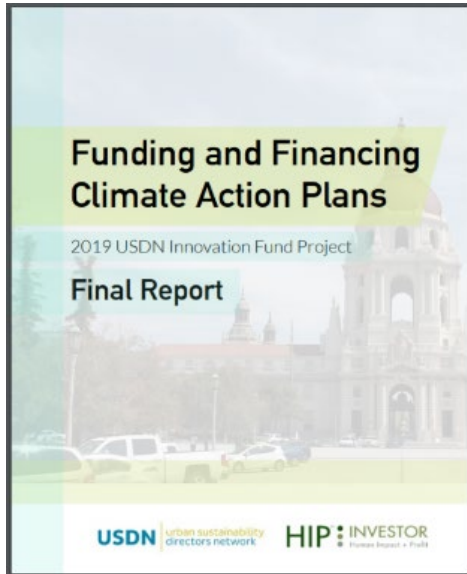 Funding and Financing
Climate Action Plans
2019 USDN Innovation Fund Project
Final Report
USDN urban sustainability
directors network
HIP INVESTOR
Human Impact + Profit